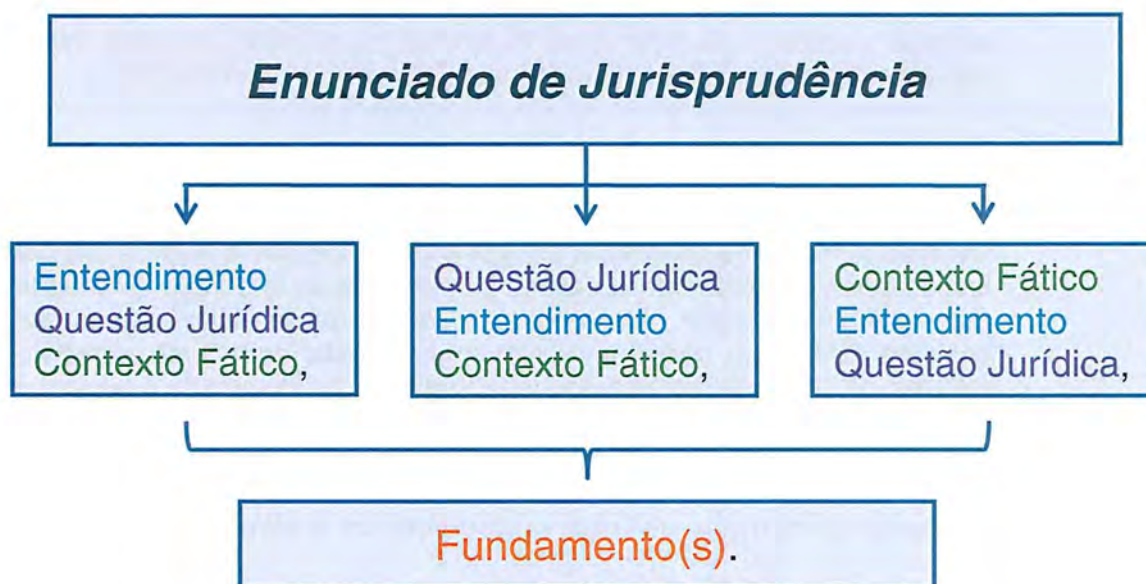 Enunciado de Jurisprudência
Entendimento
Questão Jurídica
Contexto Fático,
Questão Jurídica
Entendimento
Contexto Fático,
Contexto Fático
Entendimento
Questão Jurídica,
Fundamento(s).